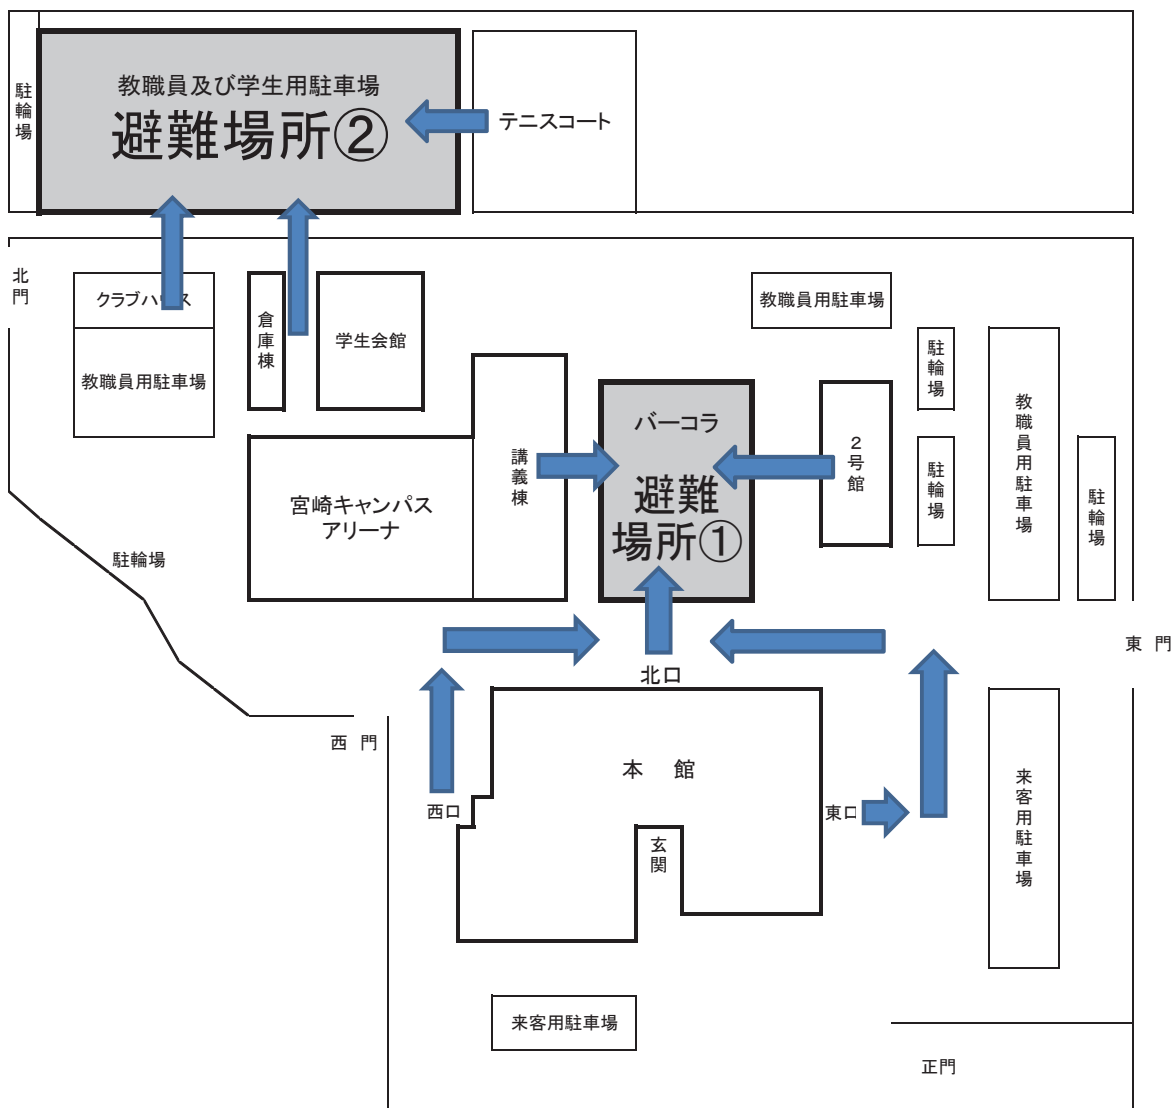 駐輪場
教職員及び学生用駐車場
避難場所②
テニスコート
北門
クラブハウス
教職員用駐車場
倉庫棟
学生会館
教職員用駐車場
駐輪場
教職員用駐車場
バーコラ
避難
場所①
講義棟
2号館
駐輪場
駐輪場
宮崎キャンパス
アリーナ
駐輪場
東門
北口
西門
本館
西口
東口
玄関
来客用駐車場
来客用駐車場
正門